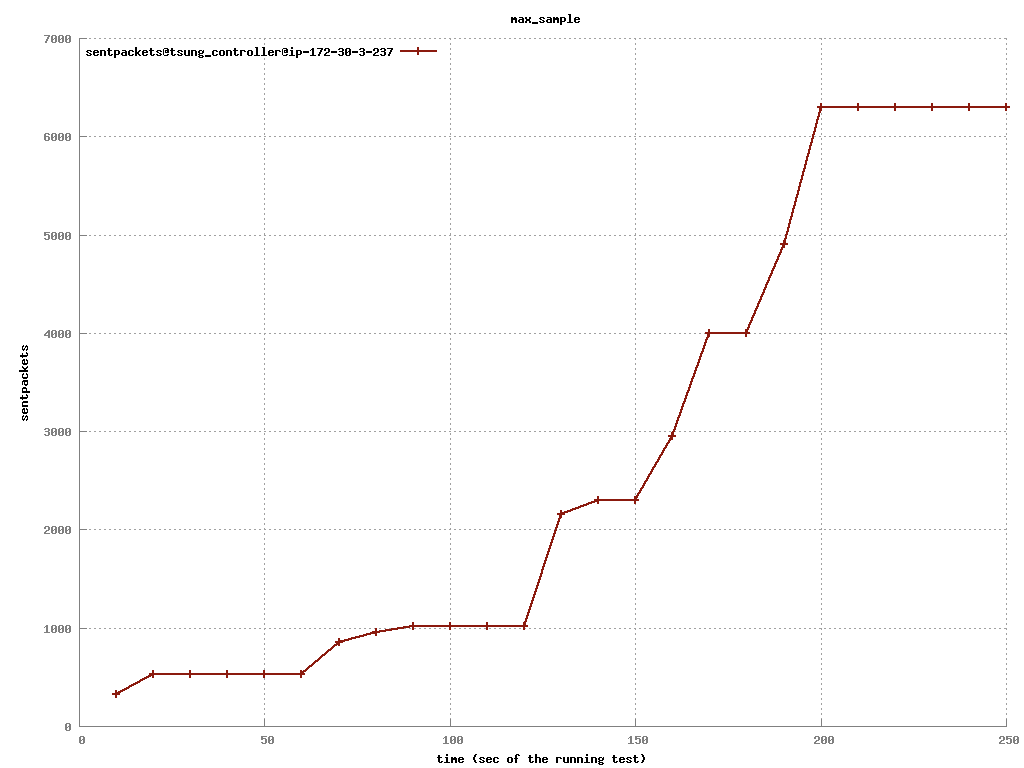 max_sample
7000
sentpackets@tsung_controller@ip-172-30-3-237
6000
5000
4000
3000
2000
1000
0
sentpackets
0 50 100 150 200 250
time (sec of the running test)